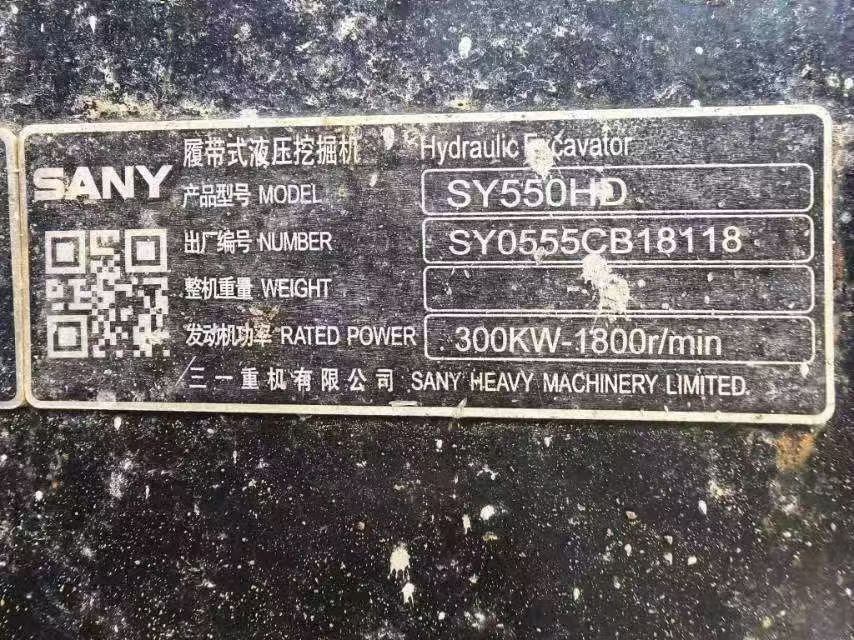 履带式液压挖掘机 Hydraulic Excavator
SANY
产品型号 MODEL SY550HD
出厂编号 NUMBER SY0555CB18118
整机重量 WEIGHT
发动机功率 RATED POWER 300KW-1800r/min
三一重机有限公司 SANY HEAVY MACHINERY LIMITED.